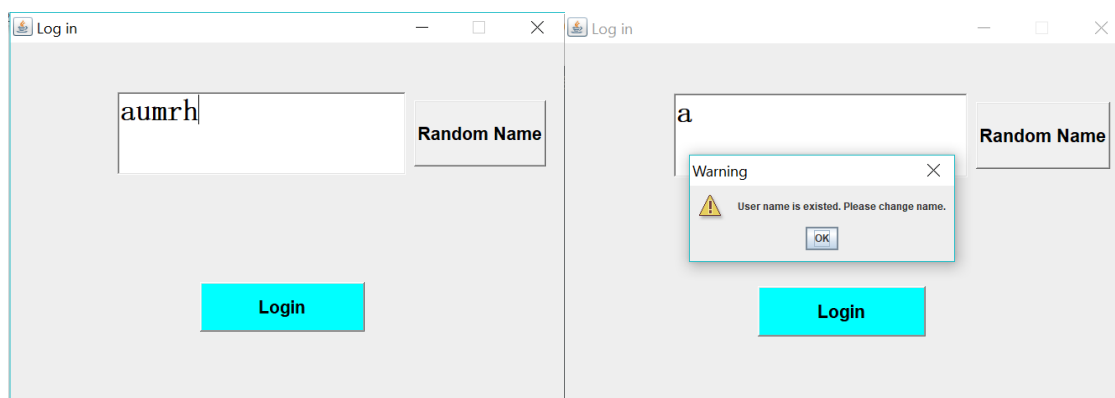 Log in
aumrh
Random Name
Login
Log in
a
Random Name
Warning
User name is existed. Please change name.
OK
Login